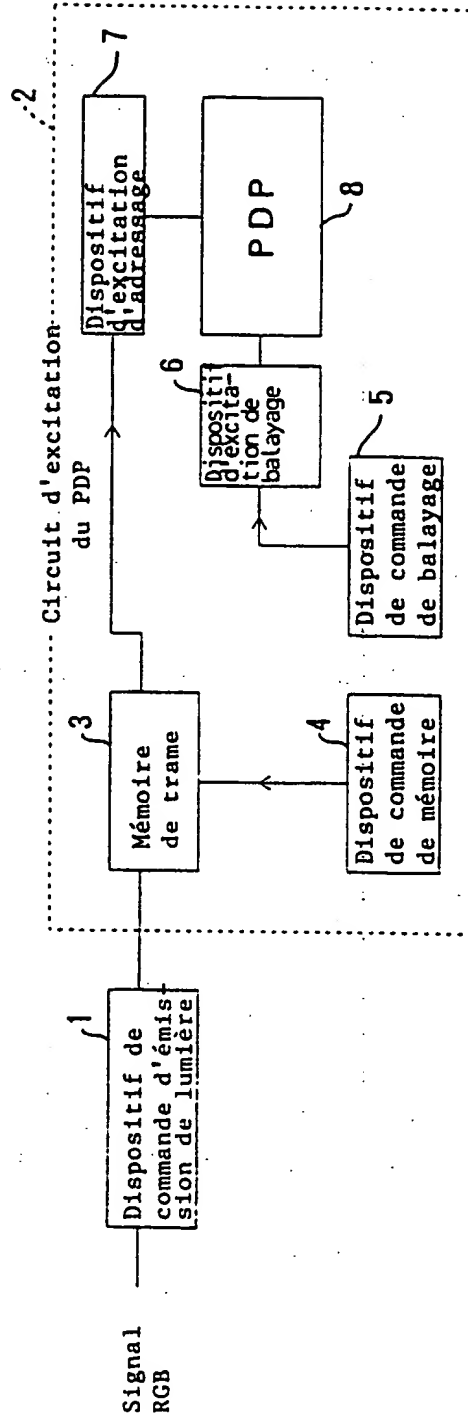 Signal
RGB
1
Dispositif de
commande d'émis-
sion de lumière
2
Circuit d'excitation
du PDP
3
Mémoire
de trame
4
Dispositif
de commande
de mémoire
7
Dispositif
d'excitation
d'adressage
6
Dispositif
d'excita-
tion de
balayage
PDP
8
5
Dispositif
de commande
de balayage